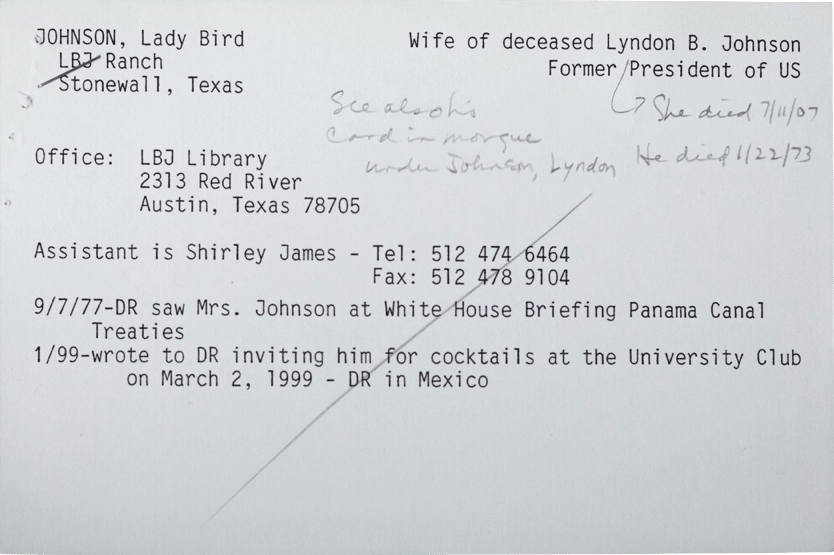 JOHNSON, Lady Bird
LBJ Ranch
Stonewall, Texas
Wife of deceased Lyndon B. Johnson
Former President of US
She died 7/11/07
He died 1/22/73
See also his
card in morgue
under Johnson, Lyndon
Office: LBJ Library
2313 Red River
Austin, Texas 78705
Assistant is Shirley James - Tel: 512 474 6464
Fax: 512 478 9104
9/7/77-DR saw Mrs. Johnson at White House Briefing Panama Canal
Treaties
1/99-wrote to DR inviting him for cocktails at the University Club
on March 2, 1999 - DR in Mexico